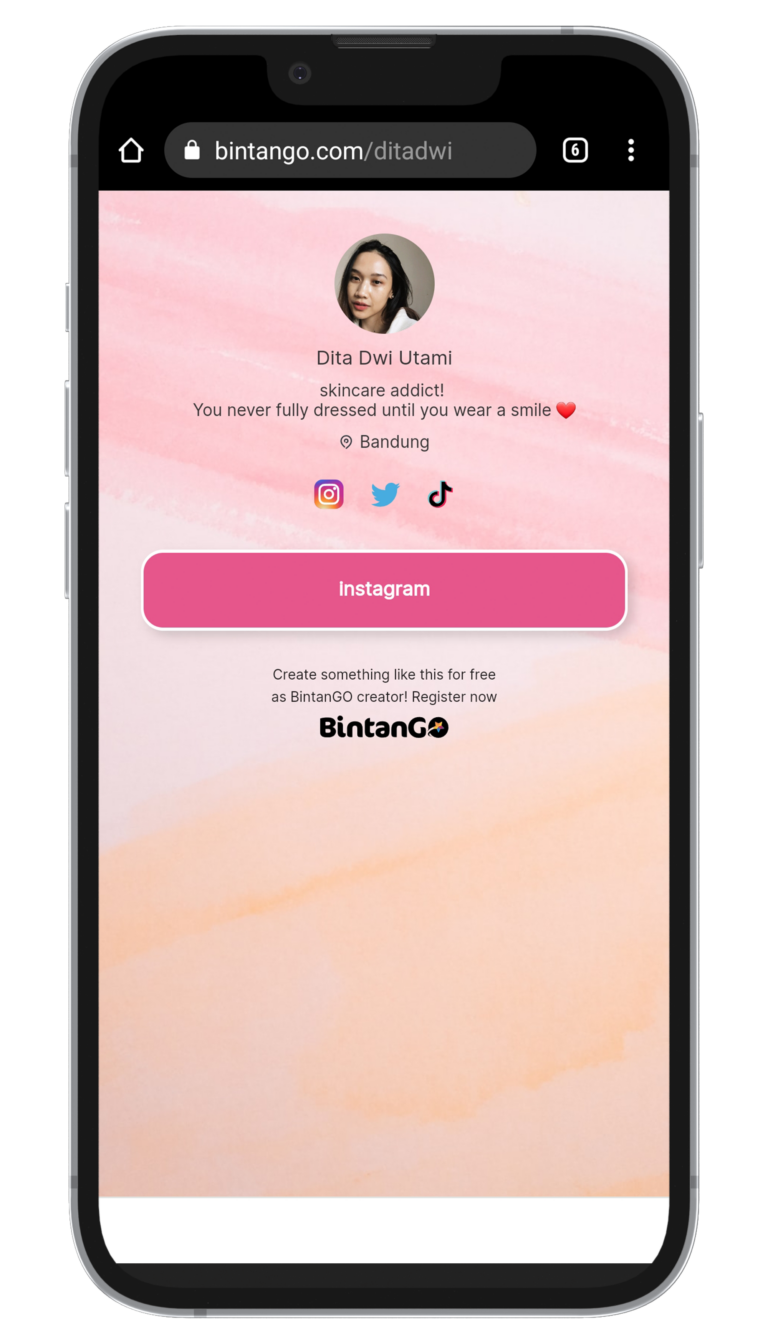 bintango.com/ditadwi
6
Dita Dwi Utami
skincare addict!
You never fully dressed until you wear a smile ❤️
Bandung
Instagram
Create something like this for free
as BintanGO creator! Register now
BintanGO